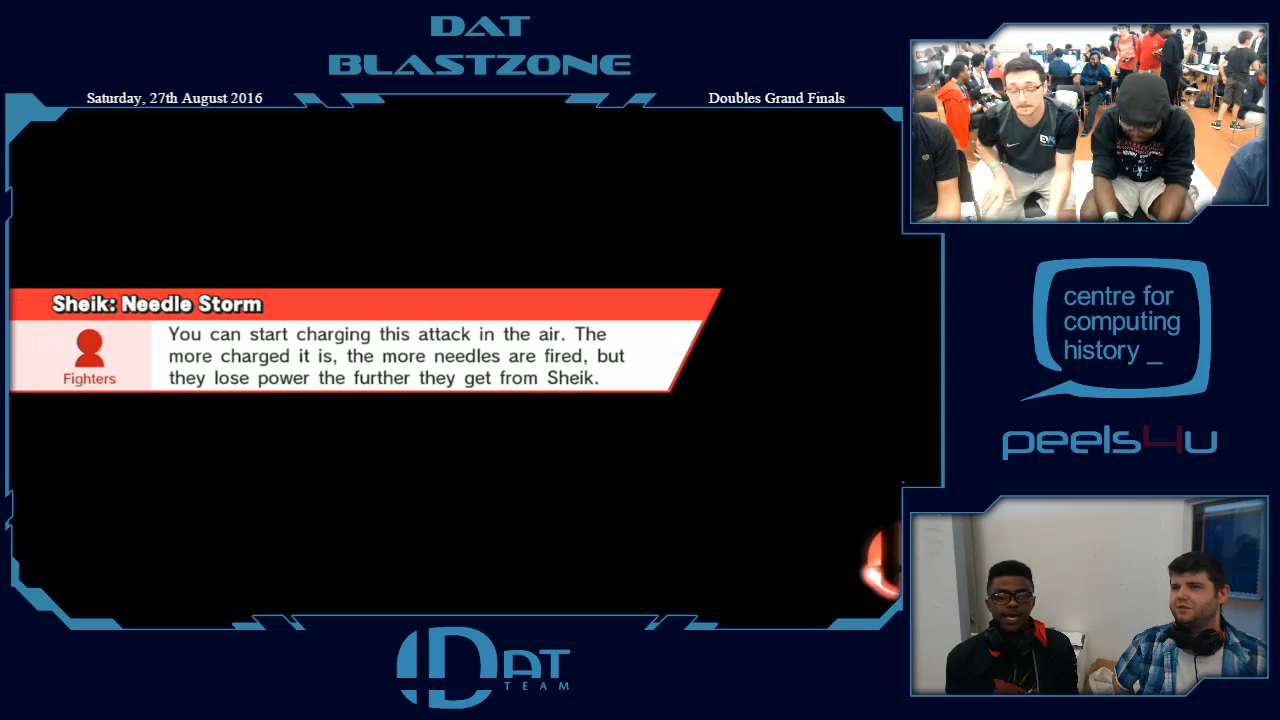 DAT
BLASTZONE
Saturday, 27th August 2016
Doubles Grand Finals
Sheik: Needle Storm
Fighters
You can start charging this attack in the air. The
more charged it is, the more needles are fired, but
they lose power the further they get from Sheik.
centre for
computing
history _
peels4u
DAT
TEAM